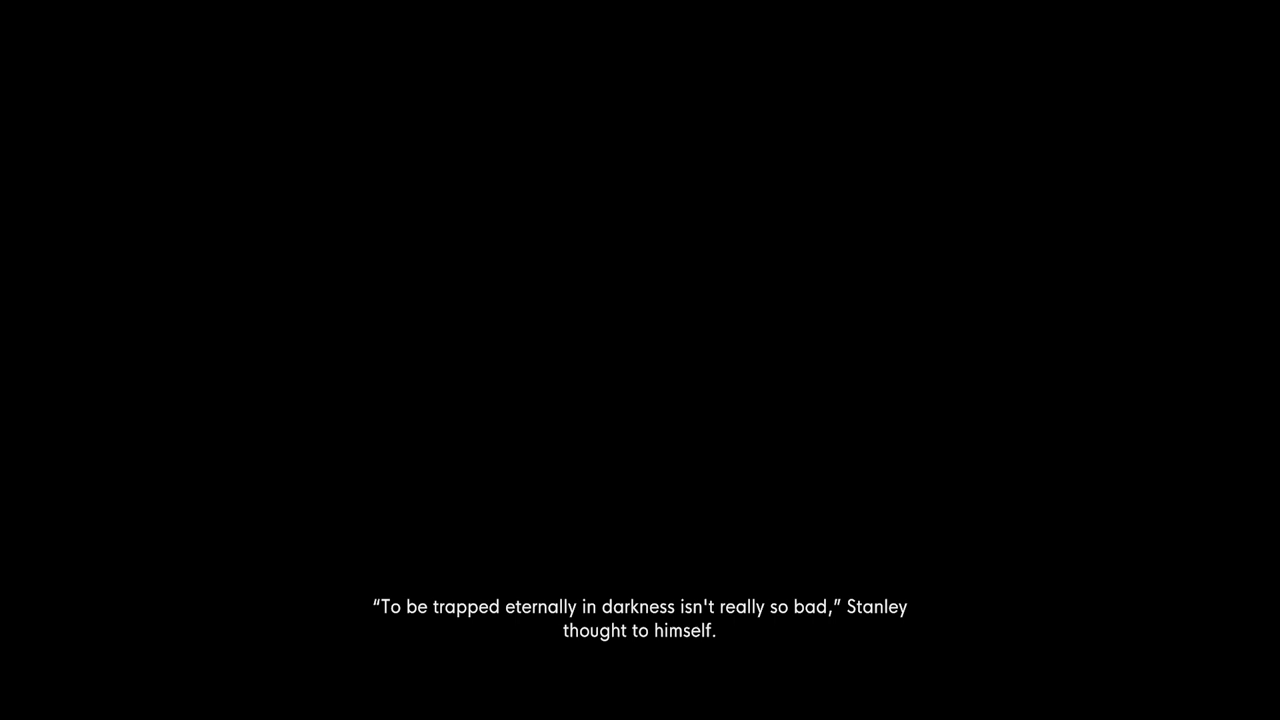 “To be trapped eternally in darkness isn't really so bad,” Stanley
thought to himself.